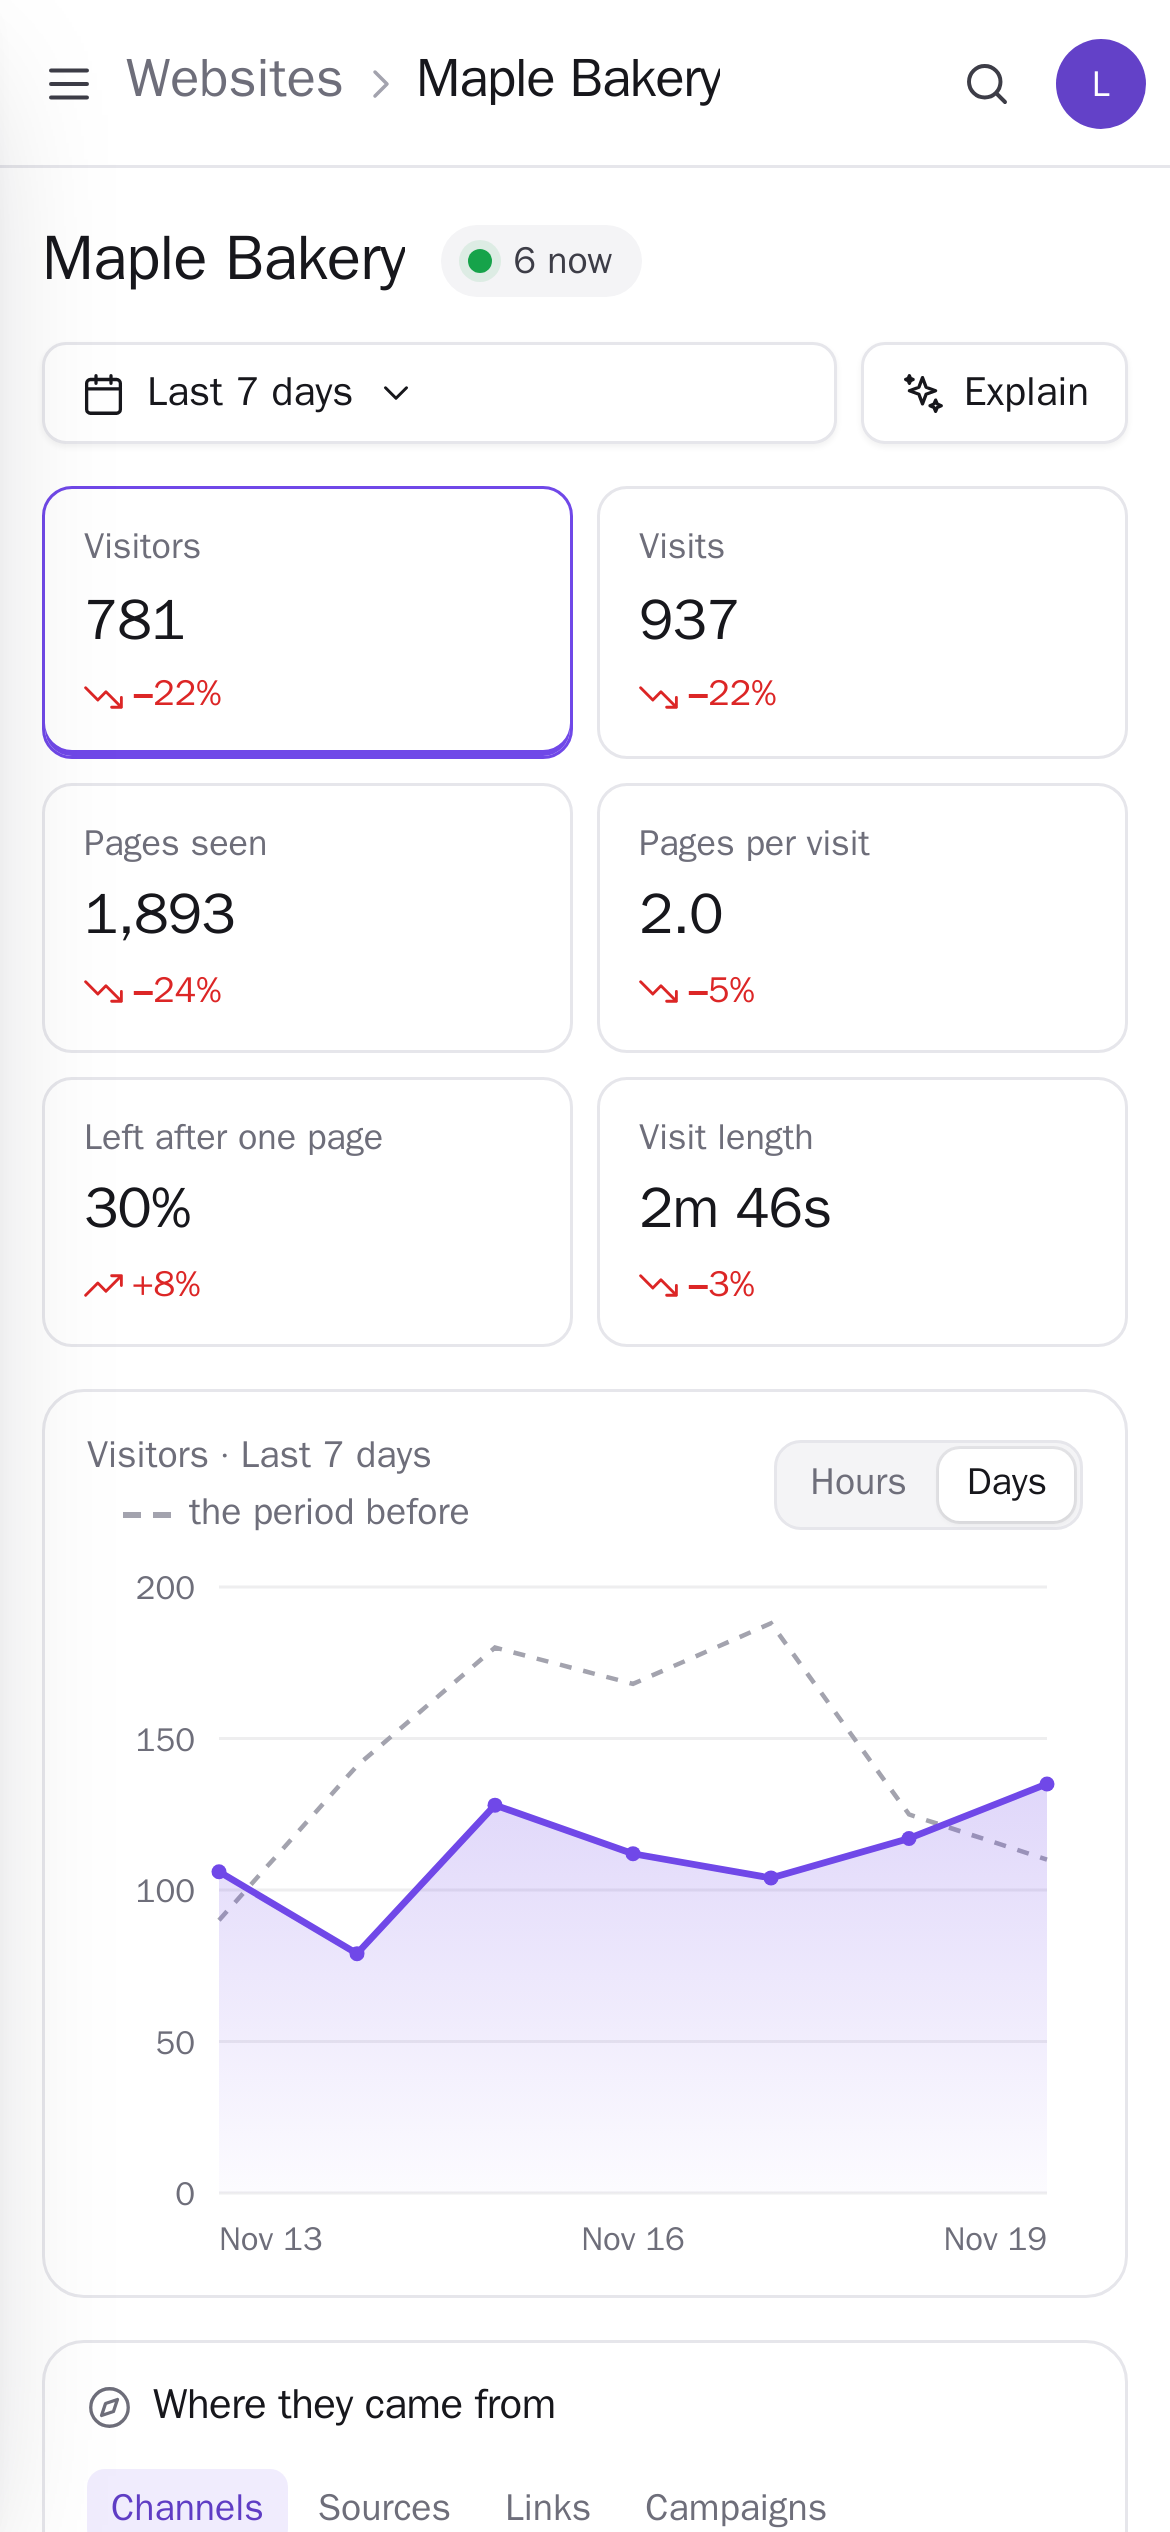 Websites > Maple Bakery
L
Maple Bakery
6 now
Last 7 days
Explain
Visitors
781
–22%
Visits
937
–22%
Pages seen
1,893
–24%
Pages per visit
2.0
–5%
Left after one page
30%
+8%
Visit length
2m 46s
–3%
Visitors · Last 7 days
the period before
Hours
Days
200
150
100
50
0
Nov 13
Nov 16
Nov 19
Where they came from
Channels
Sources
Links
Campaigns